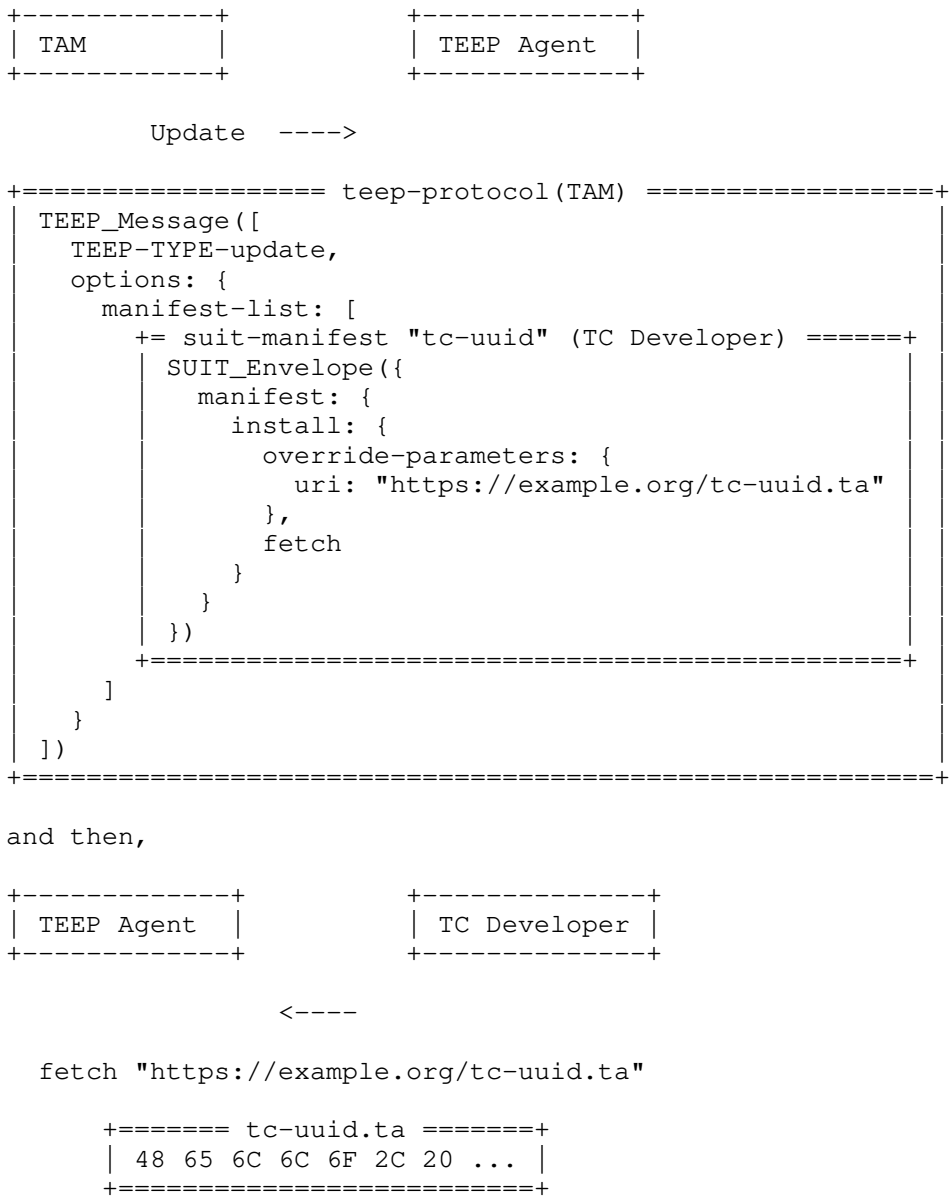 +------------+           +-------------+
| TAM        |           | TEEP Agent  |
+------------+           +-------------+

         Update  ---->

+=================== teep-protocol(TAM) ==================+
| TEEP_Message([                                          |
|   TEEP-TYPE-update,                                     |
|   options: {                                            |
|     manifest-list: [                                    |
|       += suit-manifest "tc-uuid" (TC Developer) ======+ |
|       | SUIT_Envelope({                               | |
|       |   manifest: {                                 | |
|       |     install: {                                | |
|       |       override-parameters: {                  | |
|       |         uri: "https://example.org/tc-uuid.ta" | |
|       |       },                                      | |
|       |       fetch                                   | |
|       |     }                                         | |
|       |   }                                           | |
|       | })                                            | |
|       +===============================================+ |
|     ]                                                   |
|   }                                                     |
| ])                                                      |
+=========================================================+

and then,

+-------------+          +--------------+
| TEEP Agent  |          | TC Developer |
+-------------+          +--------------+

                 <----

  fetch "https://example.org/tc-uuid.ta"

      +======= tc-uuid.ta =======+
      | 48 65 6C 6C 6F 2C 20 ... |
      +==========================+